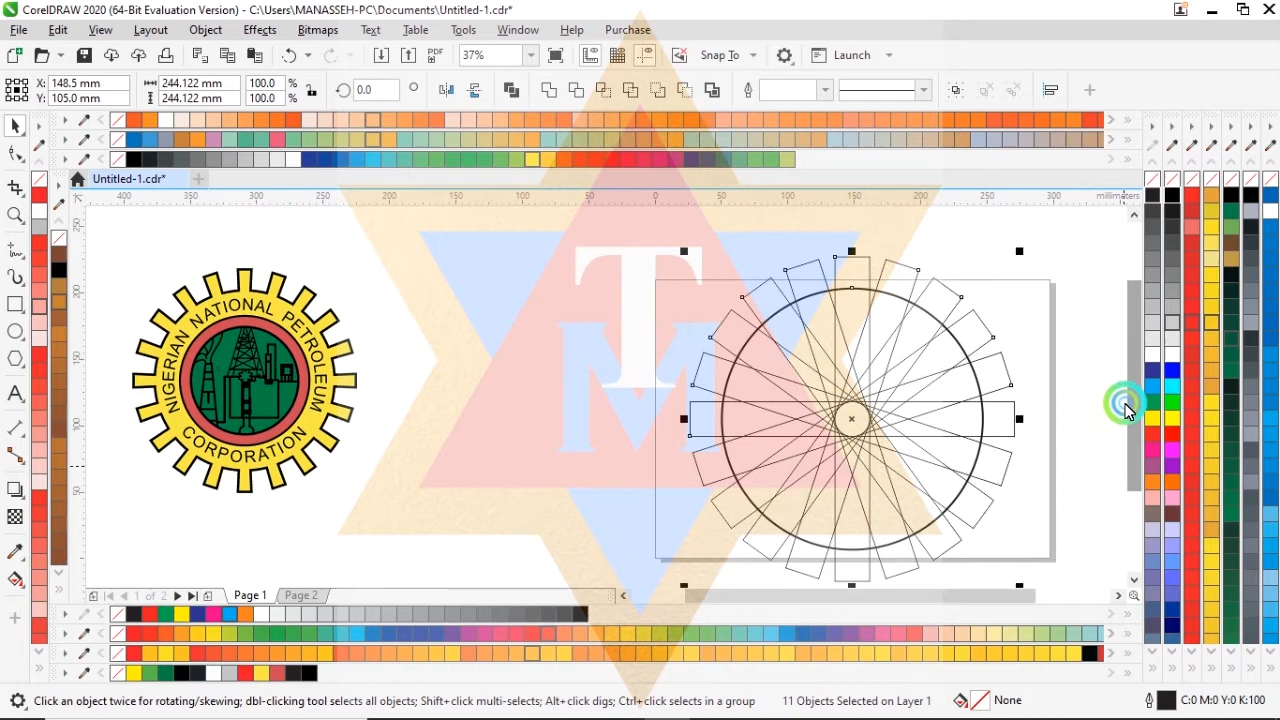 CorelDRAW 2020 (64-Bit Evaluation Version) - C:\Users\MANASSEH-PC\Documents\Untitled-1.cdr*
File Edit View Layout Object Effects Bitmaps Text Table Tools Window Help Purchase
PDF 37% Snap To Launch
X: 148.5 mm 244.122 mm 100.0 % 0.0 °
Y: 105.0 mm 244.122 mm 100.0 %
Untitled-1.cdr*
400 350 300 250 200 150 100 50 0 50 100 150 200 250 300 millimeters
250
200
150
100
50
NIGERIAN NATIONAL PETROLEUM
CORPORATION
T
M
1 of 2 Page 1 Page 2
Click an object twice for rotating/skewing; dbl-clicking tool selects all objects; Shift+click multi-selects; Alt+click digs; Ctrl+click selects in a group 11 Objects Selected on Layer 1 None C:0 M:0 Y:0 K:100